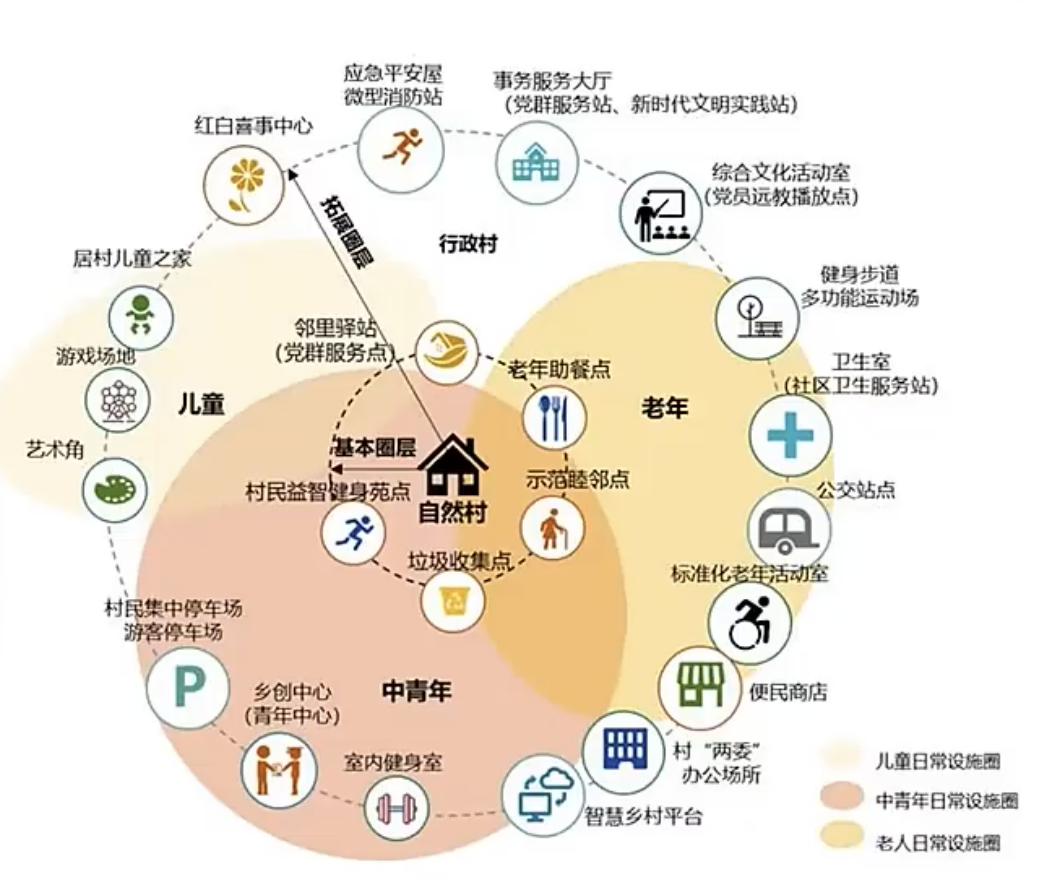 应急平安屋
微型消防站
事务服务大厅
（党群服务站、新时代文明实践站）
红白喜事中心
综合文化活动室
（党员远教播放点）
拓展圈层
行政村
居村儿童之家
健身步道
多功能运动场
邻里驿站
（党群服务点）
游戏场地
老年助餐点
卫生室
（社区卫生服务站）
儿童
老年
艺术角
基本圈层
示范睦邻点
村民益智健身苑点
公交站点
自然村
垃圾收集点
标准化老年活动室
村民集中停车场
游客停车场
P
乡创中心
（青年中心）
中青年
便民商店
室内健身室
村“两委”
办公场所
智慧乡村平台
儿童日常设施圈
中青年日常设施圈
老人日常设施圈